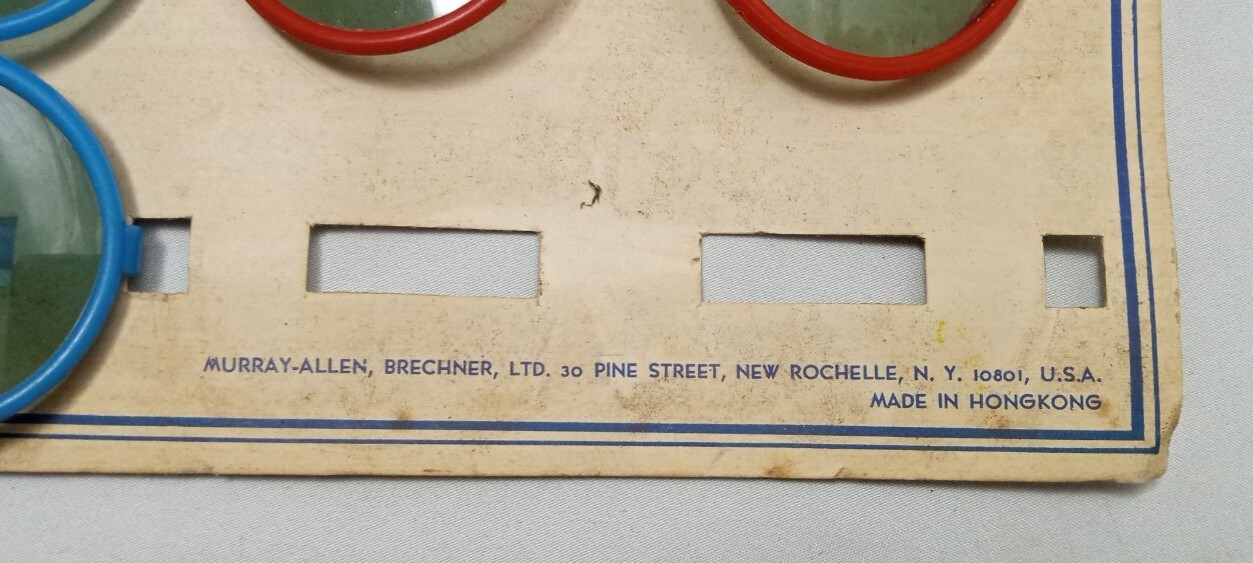 MURRAY-ALLEN, BRECHNER, LTD. 30 PINE STREET, NEW ROCHELLE, N. Y. 10801, U.S.A.
MADE IN HONGKONG